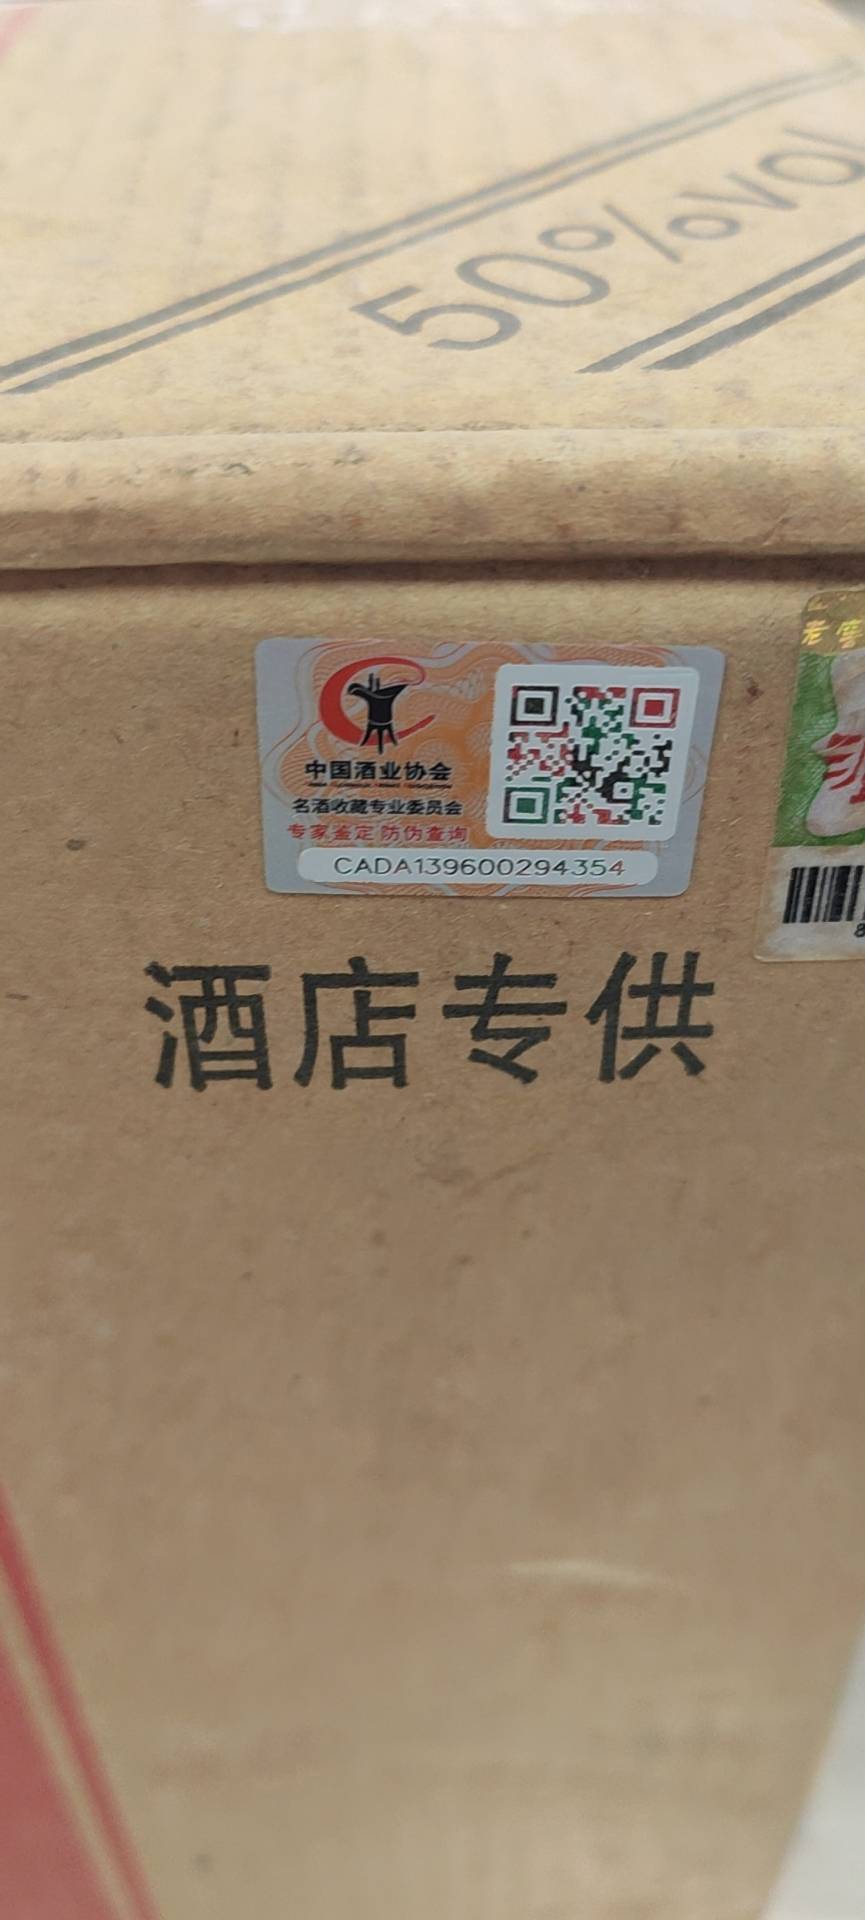 50%vol
中国酒业协会
名酒收藏专业委员会
专家鉴定 防伪查询
CADA139600294354
酒店专供
8